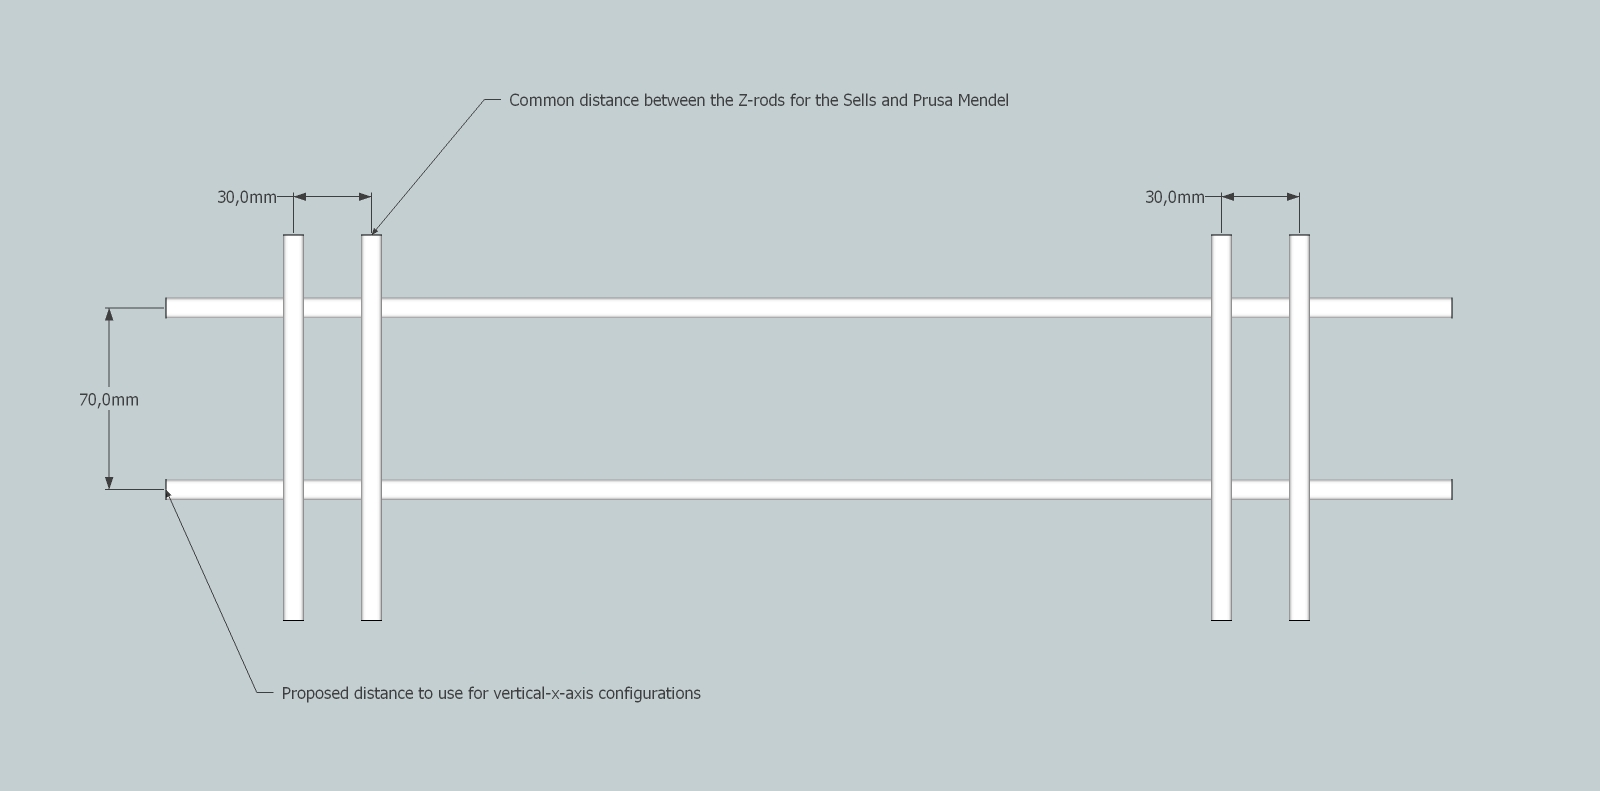 Common distance between the Z-rods for the Sells and Prusa Mendel
30,0mm
30,0mm
70,0mm
Proposed distance to use for vertical-x-axis configurations